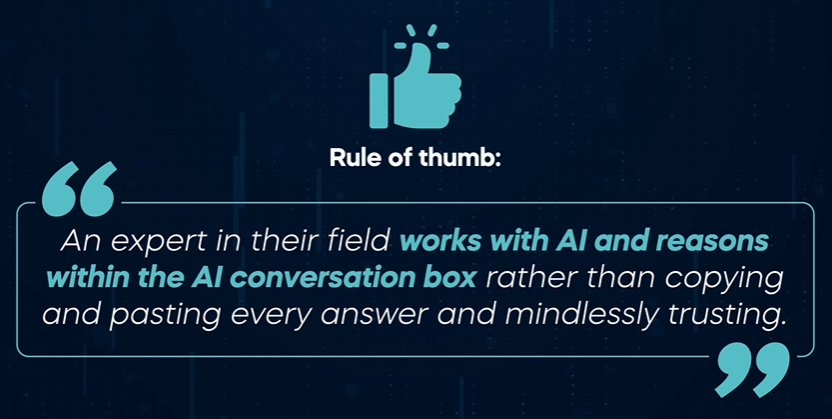 Rule of thumb:
“
An expert in their field works with AI and reasons
within the AI conversation box rather than copying
and pasting every answer and mindlessly trusting.
”